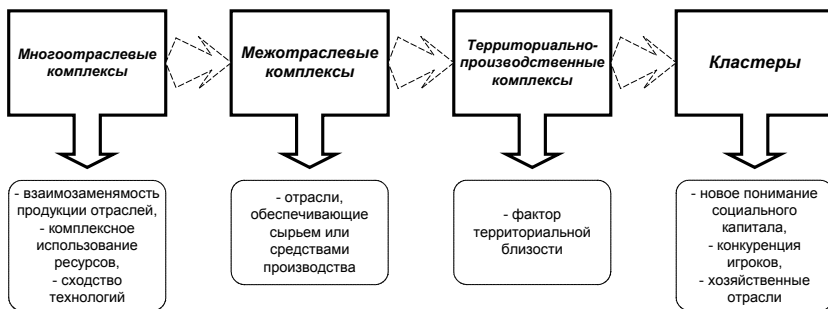 Многоотраслевые
комплексы
Межотраслевые
комплексы
Территориально-
производственные
комплексы
Кластеры
- взаимозаменямость
продукции отраслей,
- комплексное
использование
ресурсов,
- сходство
технологий
- отрасли,
обеспечивающие
сырьем или
средствами
производства
- фактор
территориальной
близости
- новое понимание
социального
капитала,
- конкуренция
игроков,
- хозяйственные
отрасли